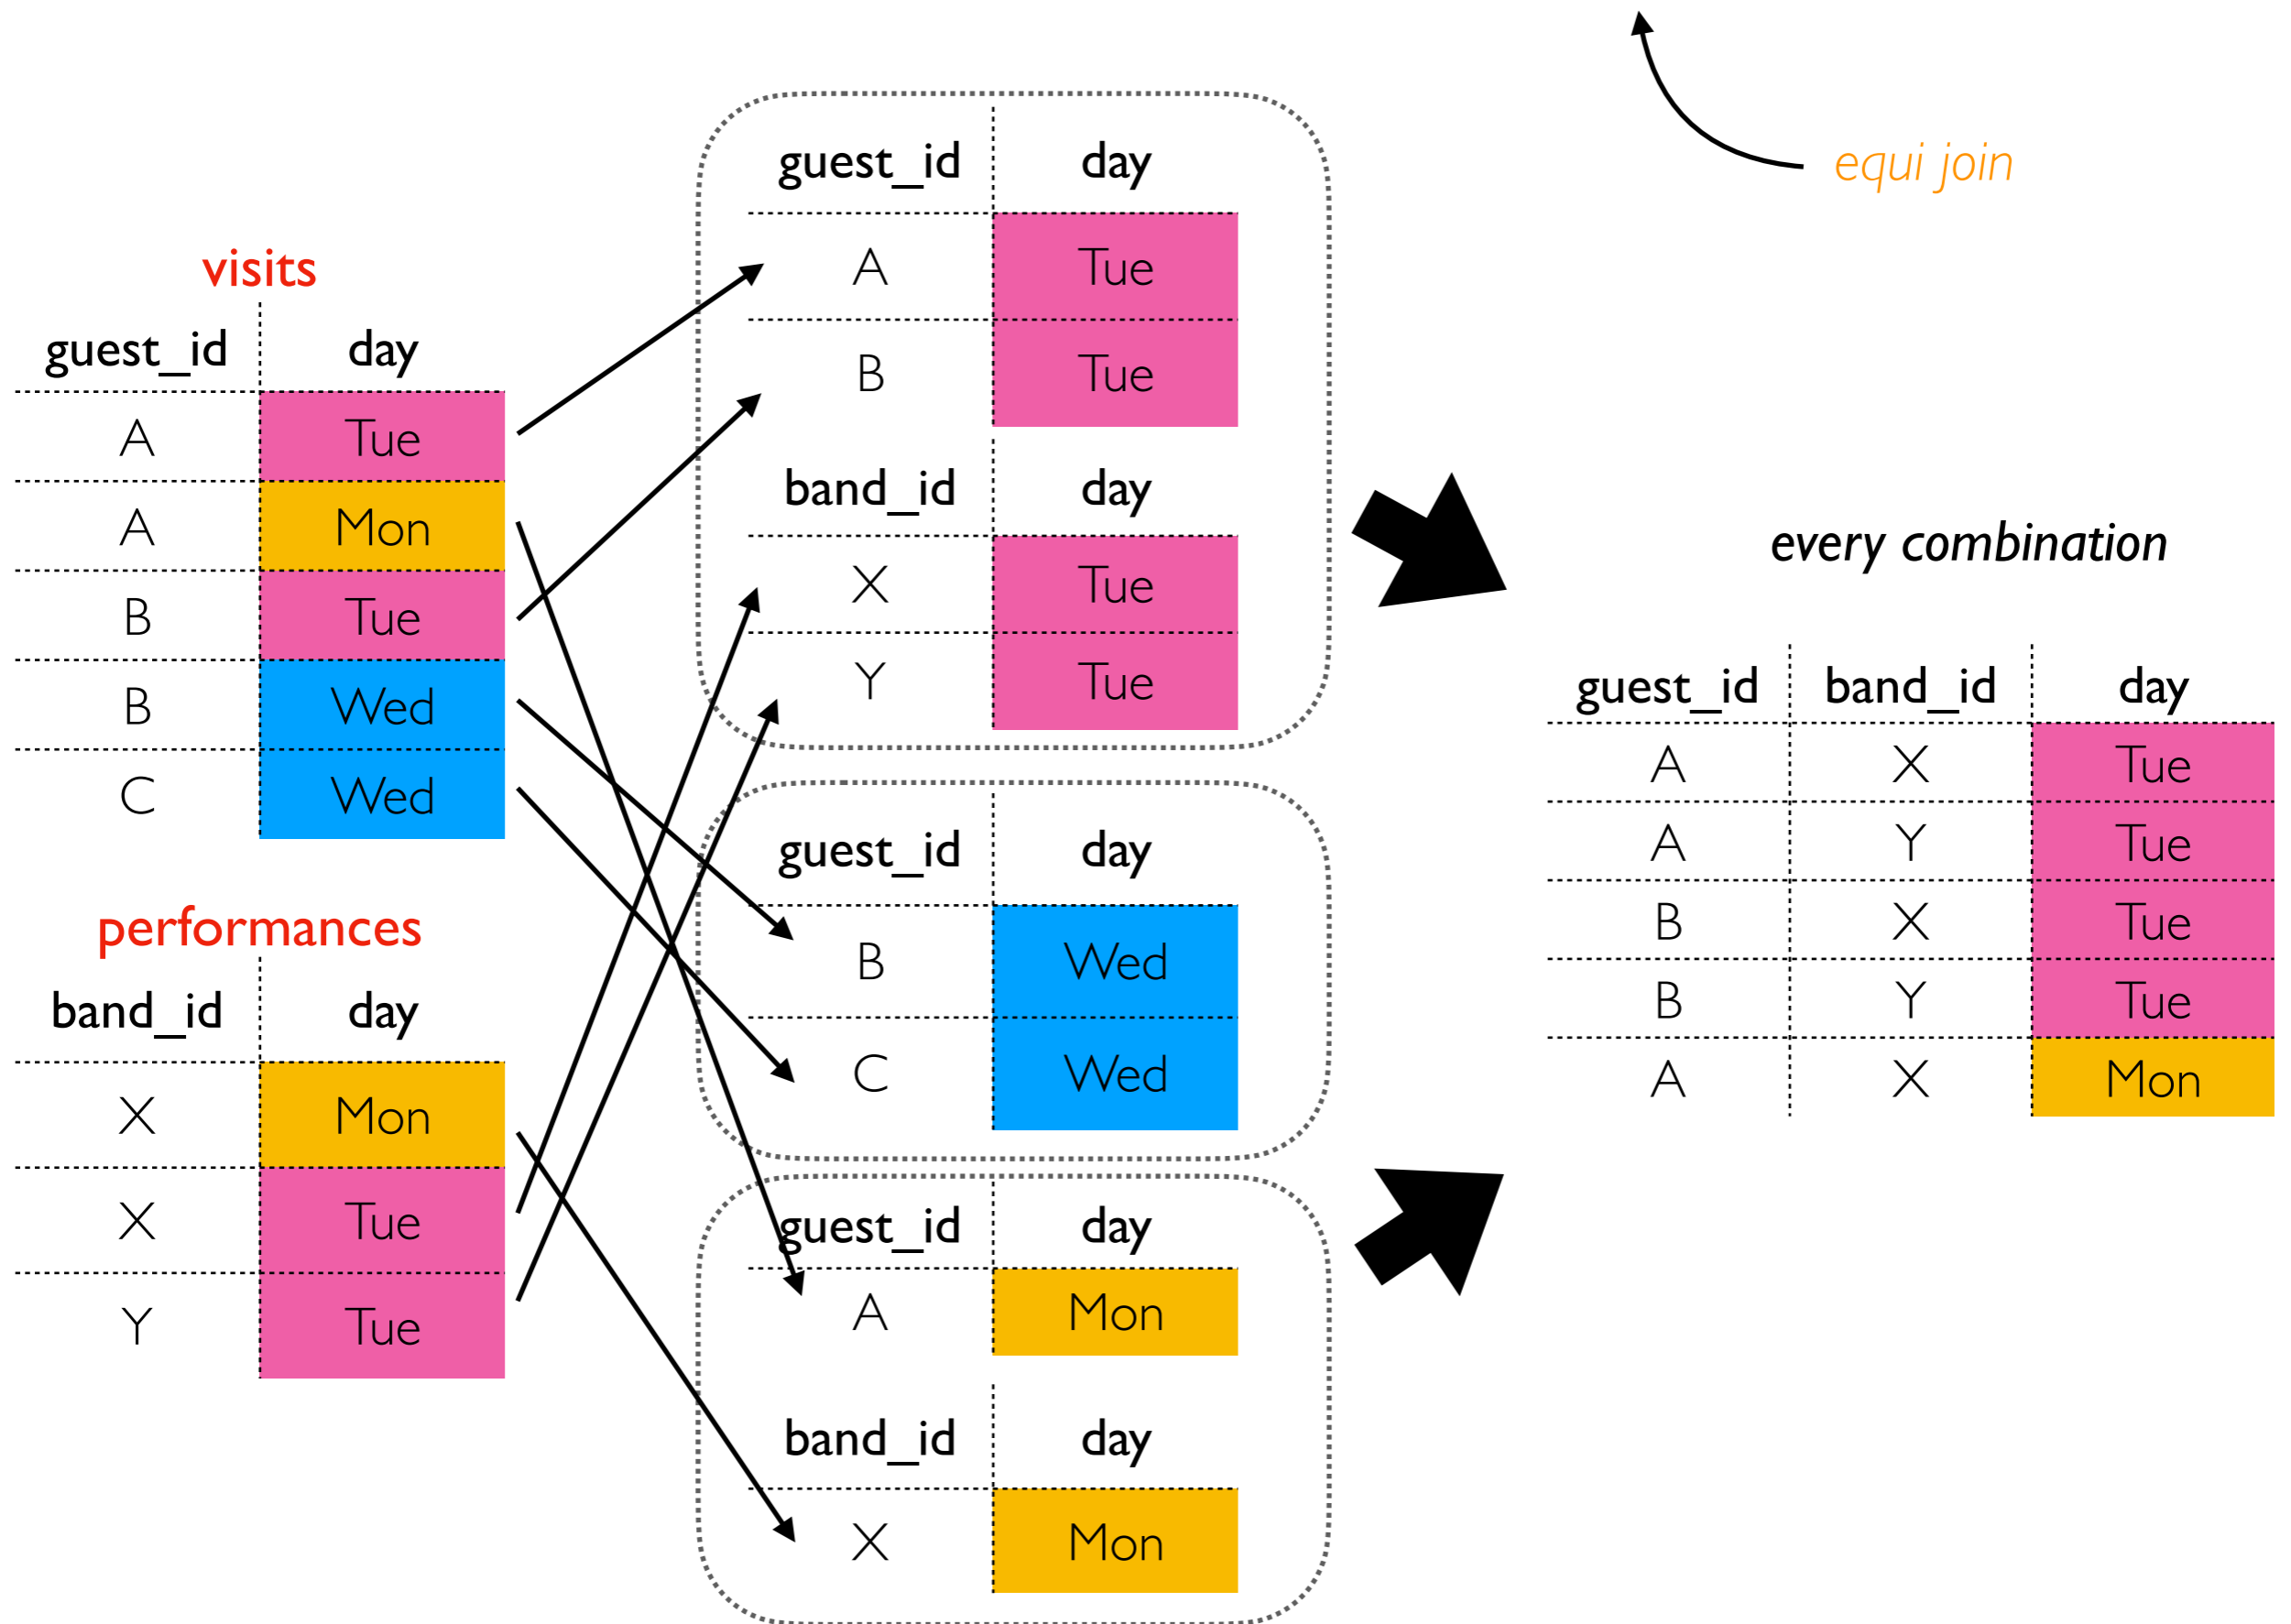 equi join
visits
guest_id day
A Tue
A Mon
B Tue
B Wed
C Wed
performances
band_id day
X Mon
X Tue
Y Tue
guest_id day
A Tue
B Tue
band_id day
X Tue
Y Tue
guest_id day
B Wed
C Wed
guest_id day
A Mon
band_id day
X Mon
every combination
guest_id band_id day
A X Tue
A Y Tue
B X Tue
B Y Tue
A X Mon